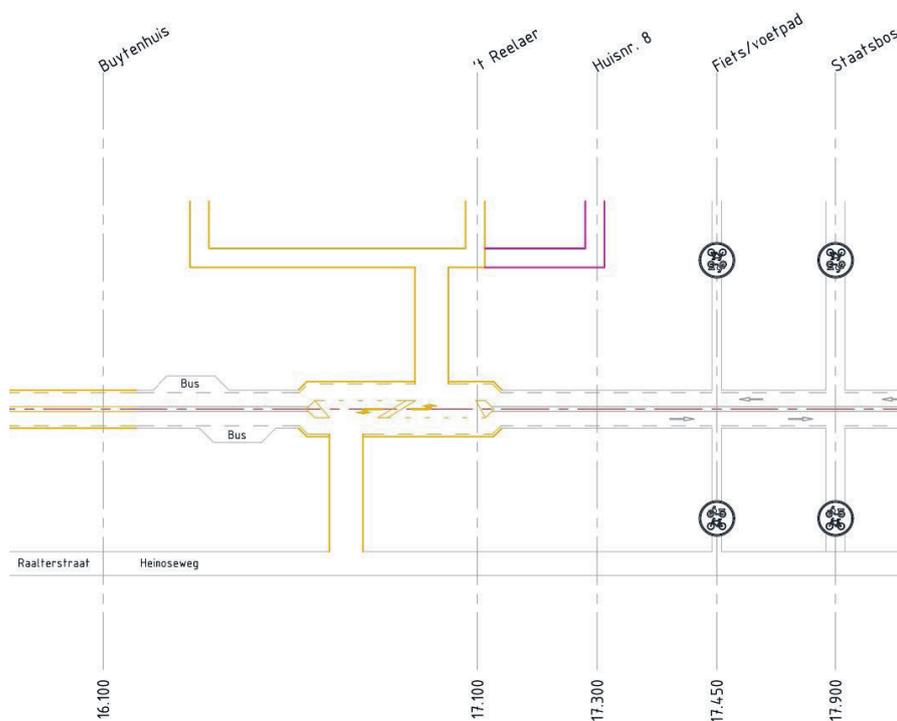 Buytenhuis
't Reelaer
Huisnr. 8
Fiets/voetpad
Staatsbos
Bus
Bus
Raalterstraat Heinoseweg
16.100
17.100
17.300
17.450
17.900